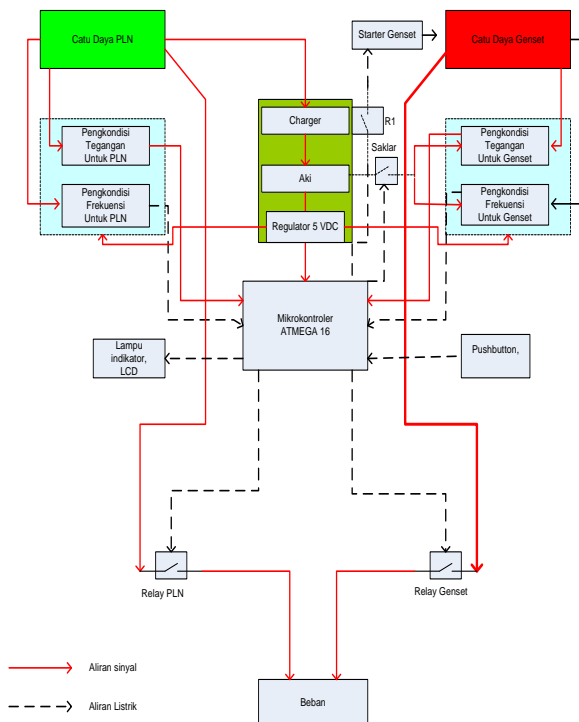 Catu Daya PLN
Starter Genset
Catu Daya Genset
Charger
R1
Pengkondisi
Tegangan
Untuk PLN
Pengkondisi
Tegangan
Untuk Genset
Saklar
Aki
Pengkondisi
Frekuensi
Untuk PLN
Pengkondisi
Frekuensi
Untuk Genset
Regulator 5 VDC
Mikrokontroler
ATMEGA 16
Lampu
indikator,
LCD
Pushbutton,
Relay PLN
Relay Genset
Aliran sinyal
Aliran Listrik
Beban